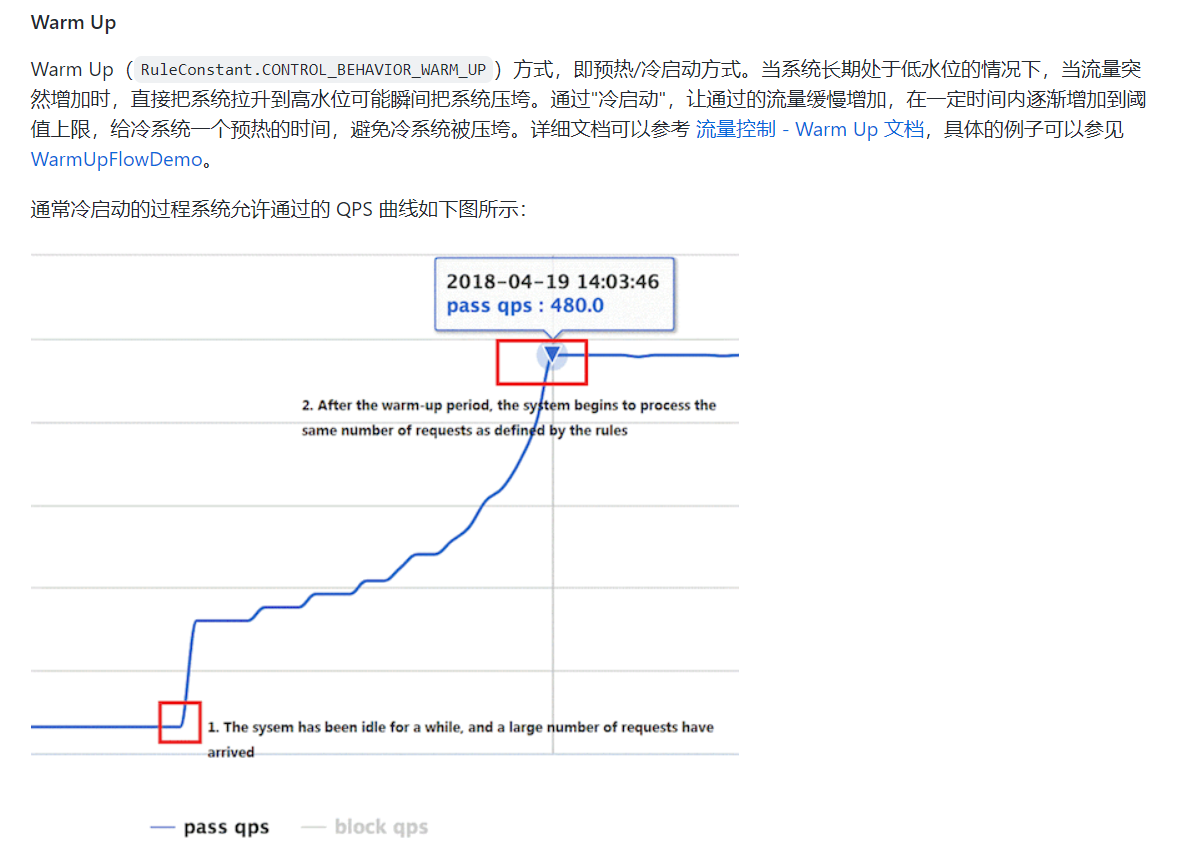 Warm Up
Warm Up（RuleConstant.CONTROL_BEHAVIOR_WARM_UP）方式，即预热/冷启动方式。当系统长期处于低水位的情况下，当流量突
然增加时，直接把系统拉升到高水位可能瞬间把系统压垮。通过"冷启动"，让通过的流量缓慢增加，在一定时间内逐渐增加到阈
值上限，给冷系统一个预热的时间，避免冷系统被压垮。详细文档可以参考 流量控制 - Warm Up 文档，具体的例子可以参见
WarmUpFlowDemo。
通常冷启动的过程系统允许通过的 QPS 曲线如下图所示：
2018-04-19 14:03:46
pass qps : 480.0
2. After the warm-up period, the system begins to process the
same number of requests as defined by the rules
1. The sysem has been idle for a while, and a large number of requests have
arrived
pass qps
block qps